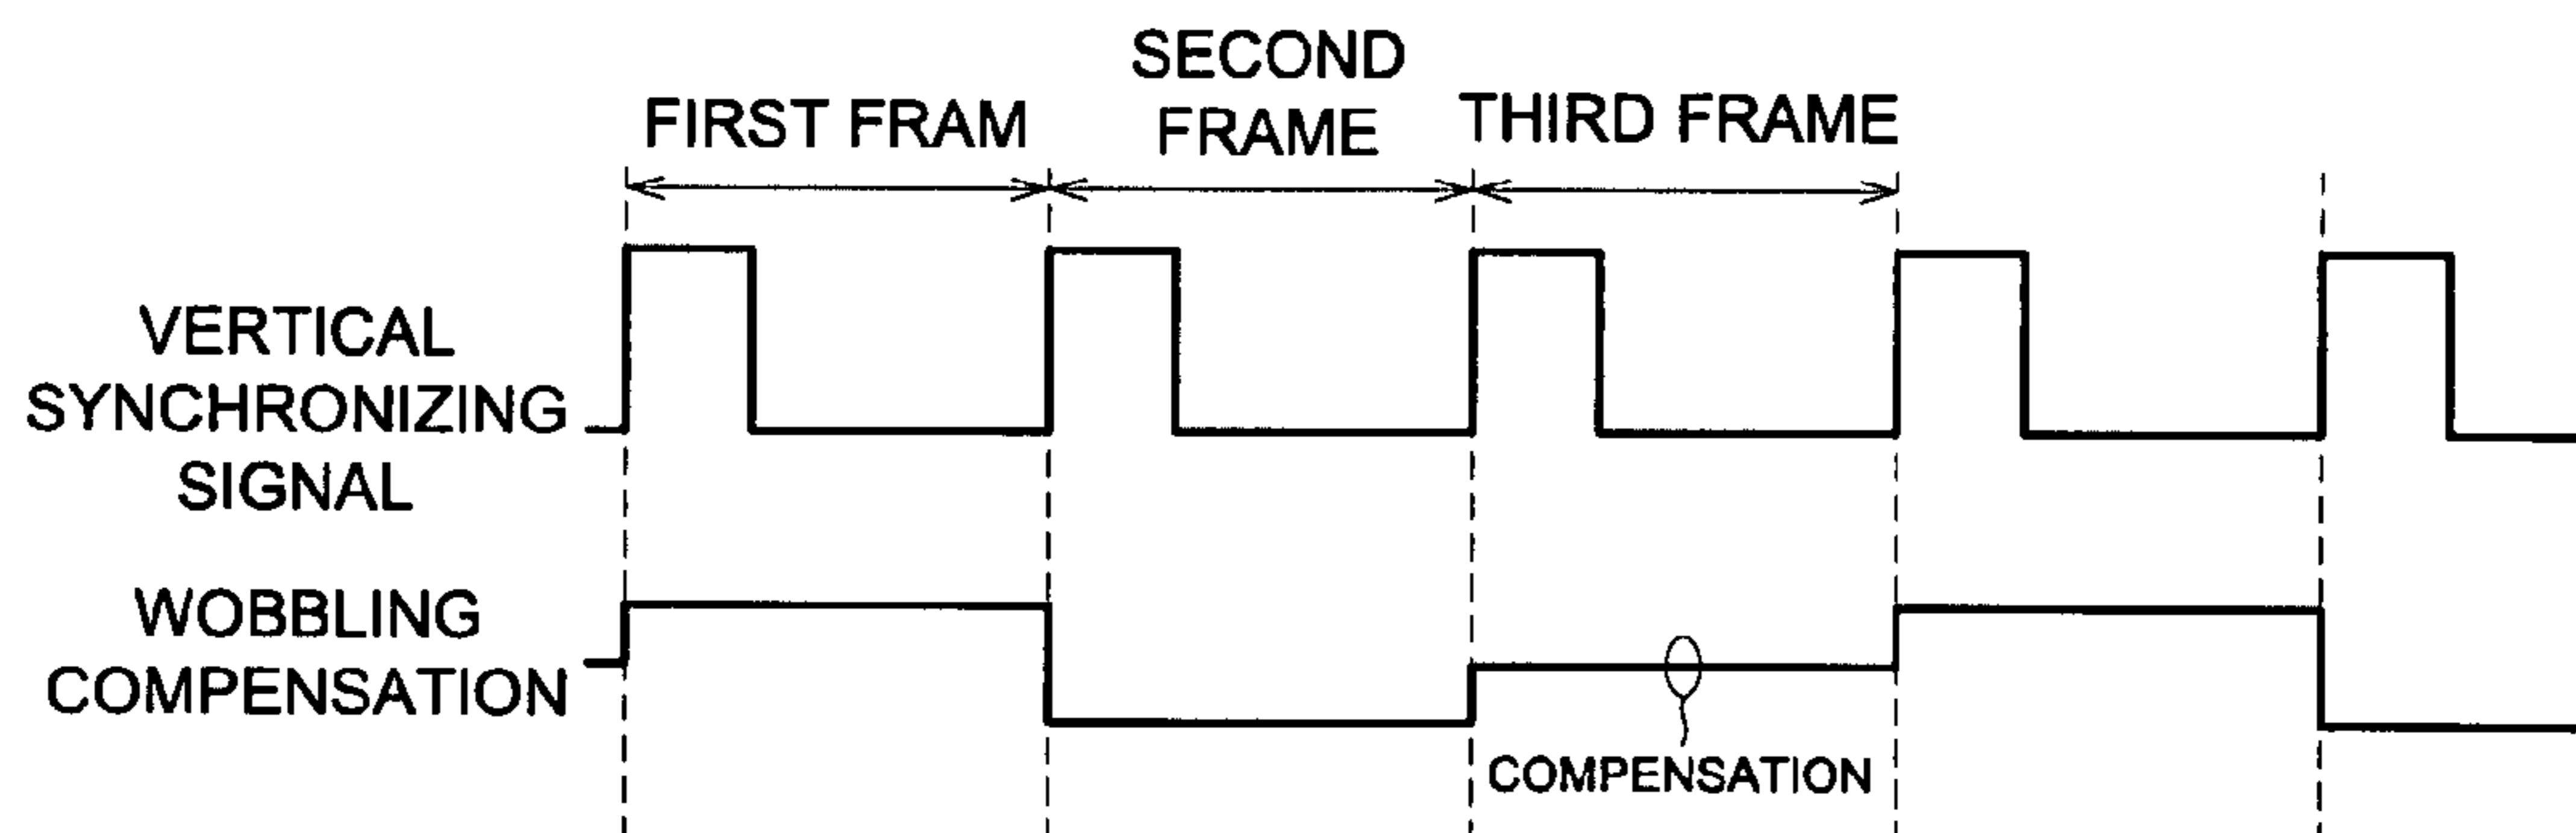 SECOND
FRAME
FIRST FRAM
THIRD FRAME
VERTICAL
SYNCHRONIZING
SIGNAL
WOBBLING
COMPENSATION
COMPENSATION